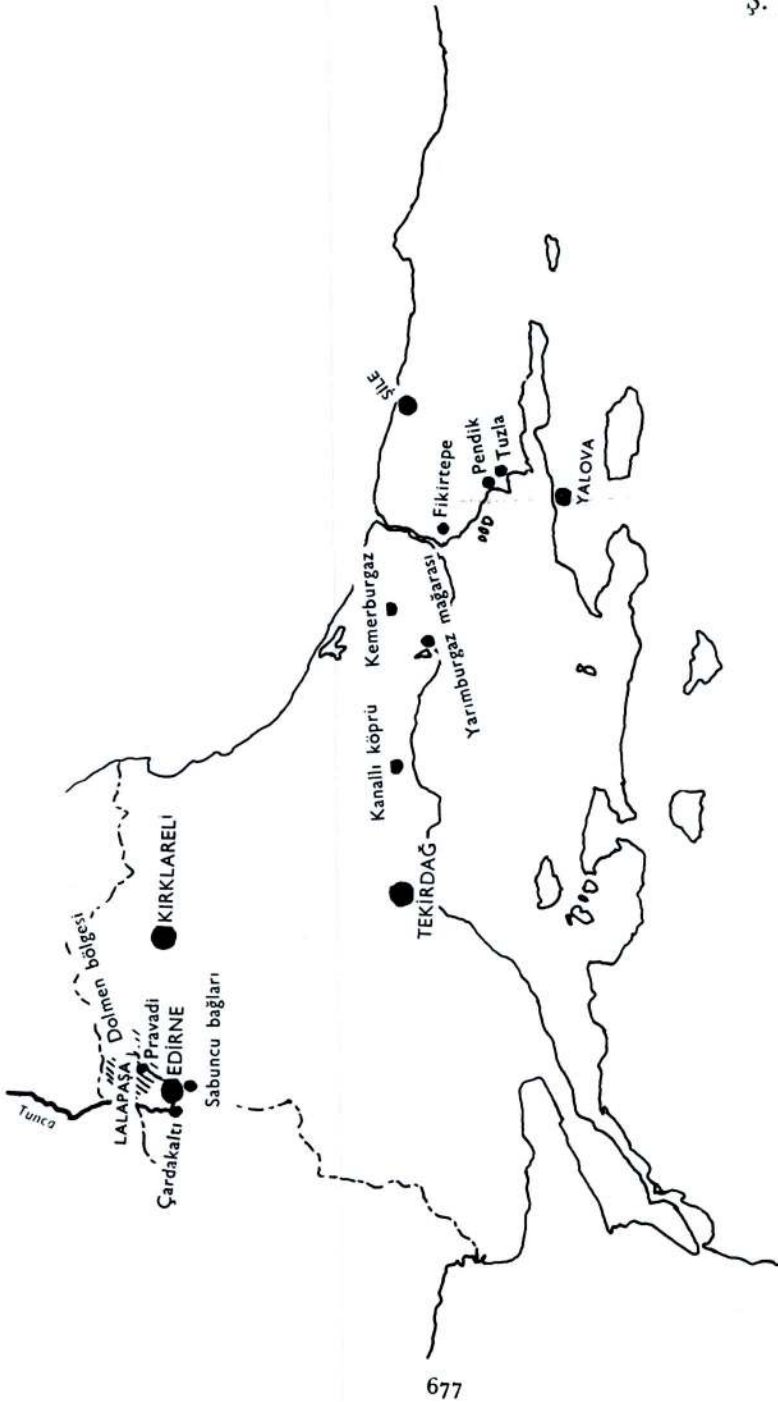 Tunca
LALAPAŞA
Dolmen bölgesi
Pravadi
EDİRNE
Çardakaltı
Sabuncu bağları
KIRKLARELİ
TEKİRDAĞ
Kanallı köprü
Kemerburgaz
Yarımburgaz mağarası
ŞİLE
Fikirtepe
Pendik
Tuzla
YALOVA
677